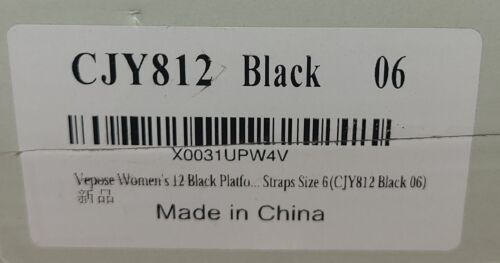 CJY812 Black 06
X0031UPW4V
Vepose Women's 12 Black Platfo... Straps Size 6(CJY812 Black 06)
新品
Made in China